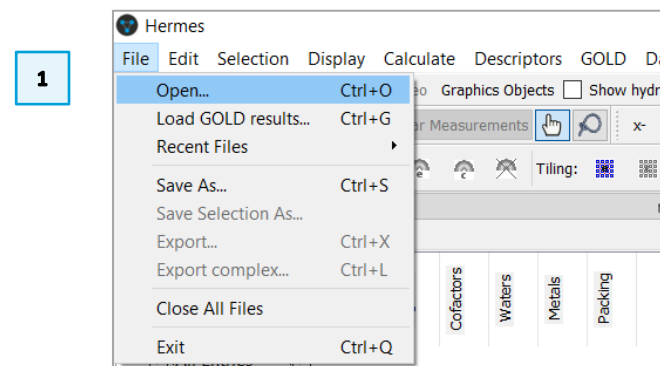 Hermes
File Edit Selection Display Calculate Descriptors GOLD
1
Open... Ctrl+O
Graphics Objects Show
Load GOLD results... Ctrl+G
Measurements x-
Recent Files
Tiling:
Save As... Ctrl+S
Save Selection As...
Export... Ctrl+X
Export complex... Ctrl+L
Cofactors Waters Metals Packing
Close All Files
Exit Ctrl+Q